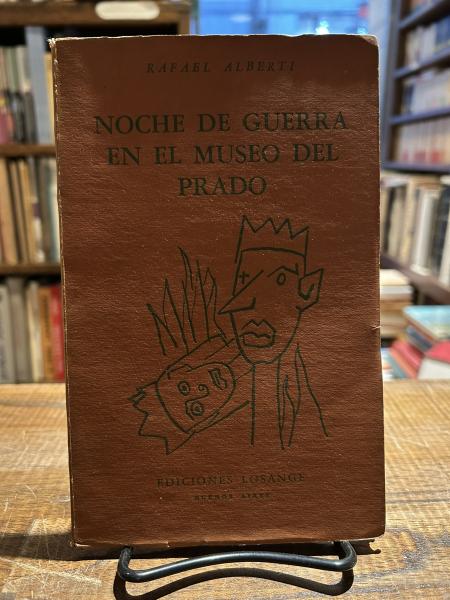 RAFAEL ALBERTI
NOCHE DE GUERRA
EN EL MUSEO DEL
PRADO
EDICIONES LOSANGE
BUENOS AIRES